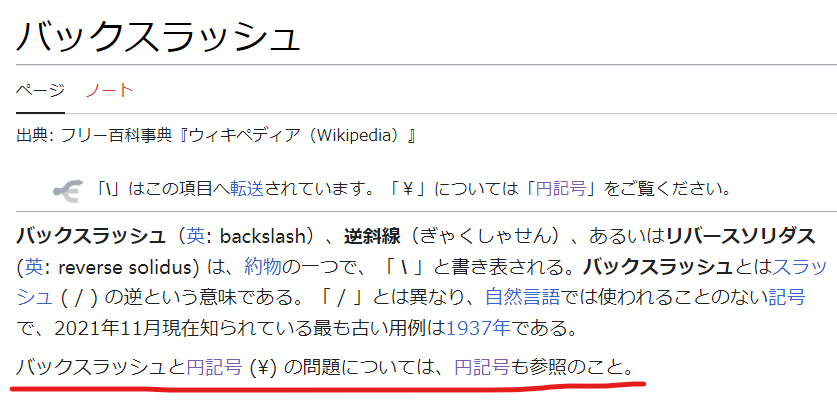 バックスラッシュ
ページ ノート
出典: フリー百科事典『ウィキペディア（Wikipedia）』
「\」はこの項目へ転送されています。「￥」については「円記号」をご覧ください。
バックスラッシュ（英: backslash）、逆斜線（ぎゃくしゃせん）、あるいはリバースソリダス
(英: reverse solidus) は、約物の一つで、「 \ 」と書き表される。バックスラッシュとはスラッ
シュ ( / ) の逆という意味である。「 / 」とは異なり、自然言語では使われることのない記号
で、2021年11月現在知られている最も古い用例は1937年である。
バックスラッシュと円記号 (¥) の問題については、円記号も参照のこと。